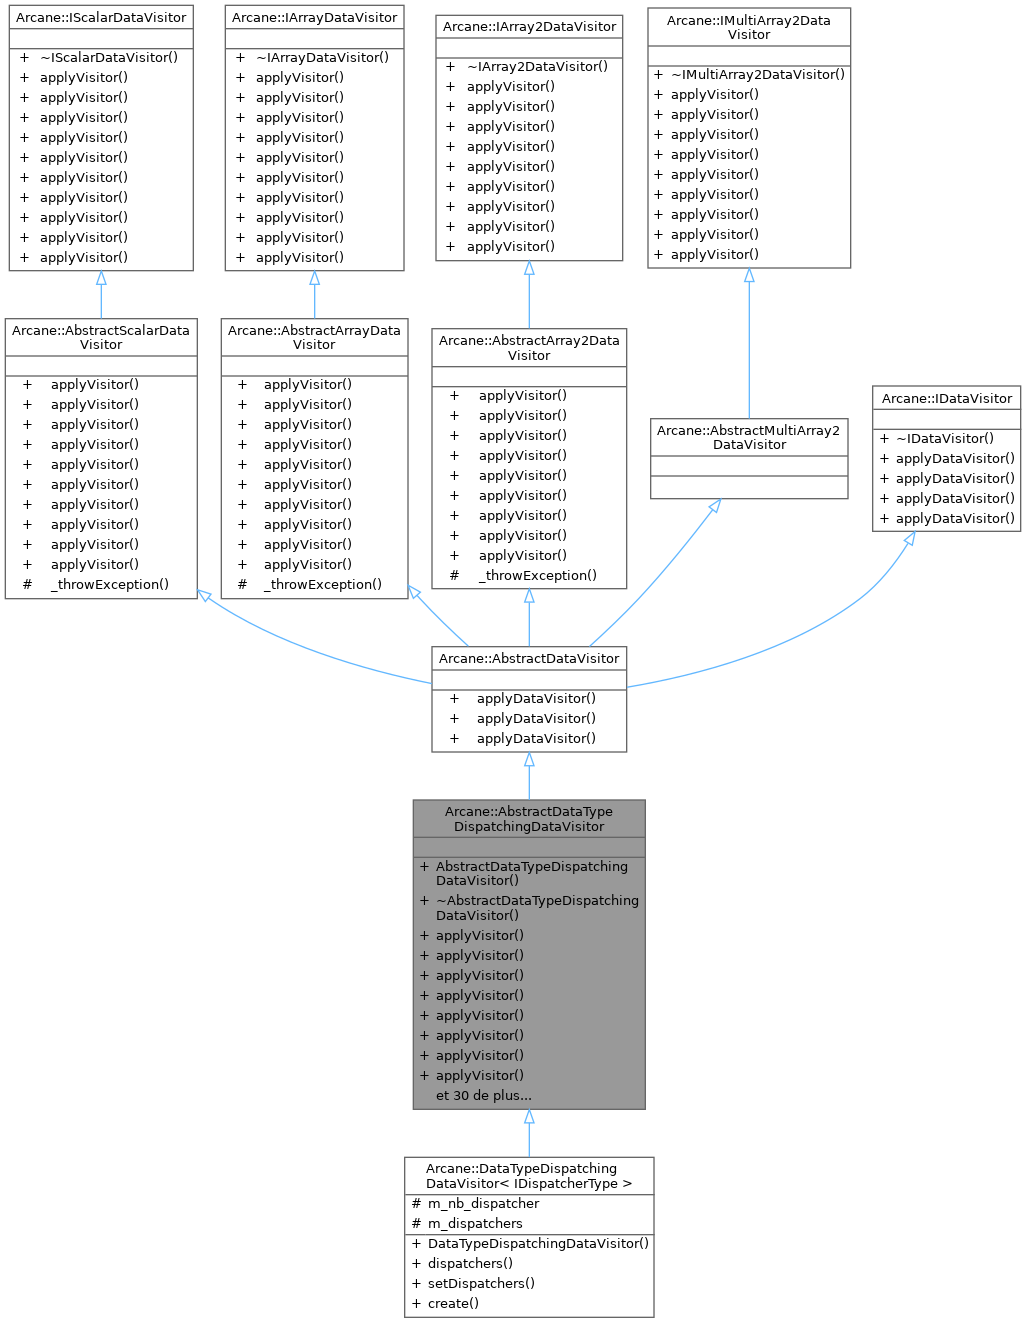 Arcane::IScalarDataVisitor
+ ~IScalarDataVisitor()
+ applyVisitor()
+ applyVisitor()
+ applyVisitor()
+ applyVisitor()
+ applyVisitor()
+ applyVisitor()
+ applyVisitor()
+ applyVisitor()
+ applyVisitor()
+ applyVisitor()
Arcane::IArrayDataVisitor
+ ~IArrayDataVisitor()
+ applyVisitor()
+ applyVisitor()
+ applyVisitor()
+ applyVisitor()
+ applyVisitor()
+ applyVisitor()
+ applyVisitor()
+ applyVisitor()
+ applyVisitor()
+ applyVisitor()
Arcane::IArray2DataVisitor
+ ~IArray2DataVisitor()
+ applyVisitor()
+ applyVisitor()
+ applyVisitor()
+ applyVisitor()
+ applyVisitor()
+ applyVisitor()
+ applyVisitor()
+ applyVisitor()
+ applyVisitor()
Arcane::IMultiArray2Data
Visitor
+ ~IMultiArray2DataVisitor()
+ applyVisitor()
+ applyVisitor()
+ applyVisitor()
+ applyVisitor()
+ applyVisitor()
+ applyVisitor()
+ applyVisitor()
+ applyVisitor()
+ applyVisitor()
Arcane::AbstractScalarData
Visitor
+ applyVisitor()
+ applyVisitor()
+ applyVisitor()
+ applyVisitor()
+ applyVisitor()
+ applyVisitor()
+ applyVisitor()
+ applyVisitor()
+ applyVisitor()
+ applyVisitor()
# _throwException()
Arcane::AbstractArrayData
Visitor
+ applyVisitor()
+ applyVisitor()
+ applyVisitor()
+ applyVisitor()
+ applyVisitor()
+ applyVisitor()
+ applyVisitor()
+ applyVisitor()
+ applyVisitor()
+ applyVisitor()
# _throwException()
Arcane::AbstractArray2Data
Visitor
+ applyVisitor()
+ applyVisitor()
+ applyVisitor()
+ applyVisitor()
+ applyVisitor()
+ applyVisitor()
+ applyVisitor()
+ applyVisitor()
+ applyVisitor()
# _throwException()
Arcane::AbstractMultiArray2
DataVisitor
Arcane::IDataVisitor
+ ~IDataVisitor()
+ applyDataVisitor()
+ applyDataVisitor()
+ applyDataVisitor()
+ applyDataVisitor()
Arcane::AbstractDataVisitor
+ applyDataVisitor()
+ applyDataVisitor()
+ applyDataVisitor()
Arcane::AbstractDataType
DispatchingDataVisitor
+ AbstractDataTypeDispatching
DataVisitor()
+ ~AbstractDataTypeDispatching
DataVisitor()
+ applyVisitor()
+ applyVisitor()
+ applyVisitor()
+ applyVisitor()
+ applyVisitor()
+ applyVisitor()
+ applyVisitor()
+ applyVisitor()
et 30 de plus...
Arcane::DataTypeDispatching
DataVisitor< IDispatcherType >
# m_nb_dispatcher
# m_dispatchers
+ DataTypeDispatchingDataVisitor()
+ dispatchers()
+ setDispatchers()
+ create()